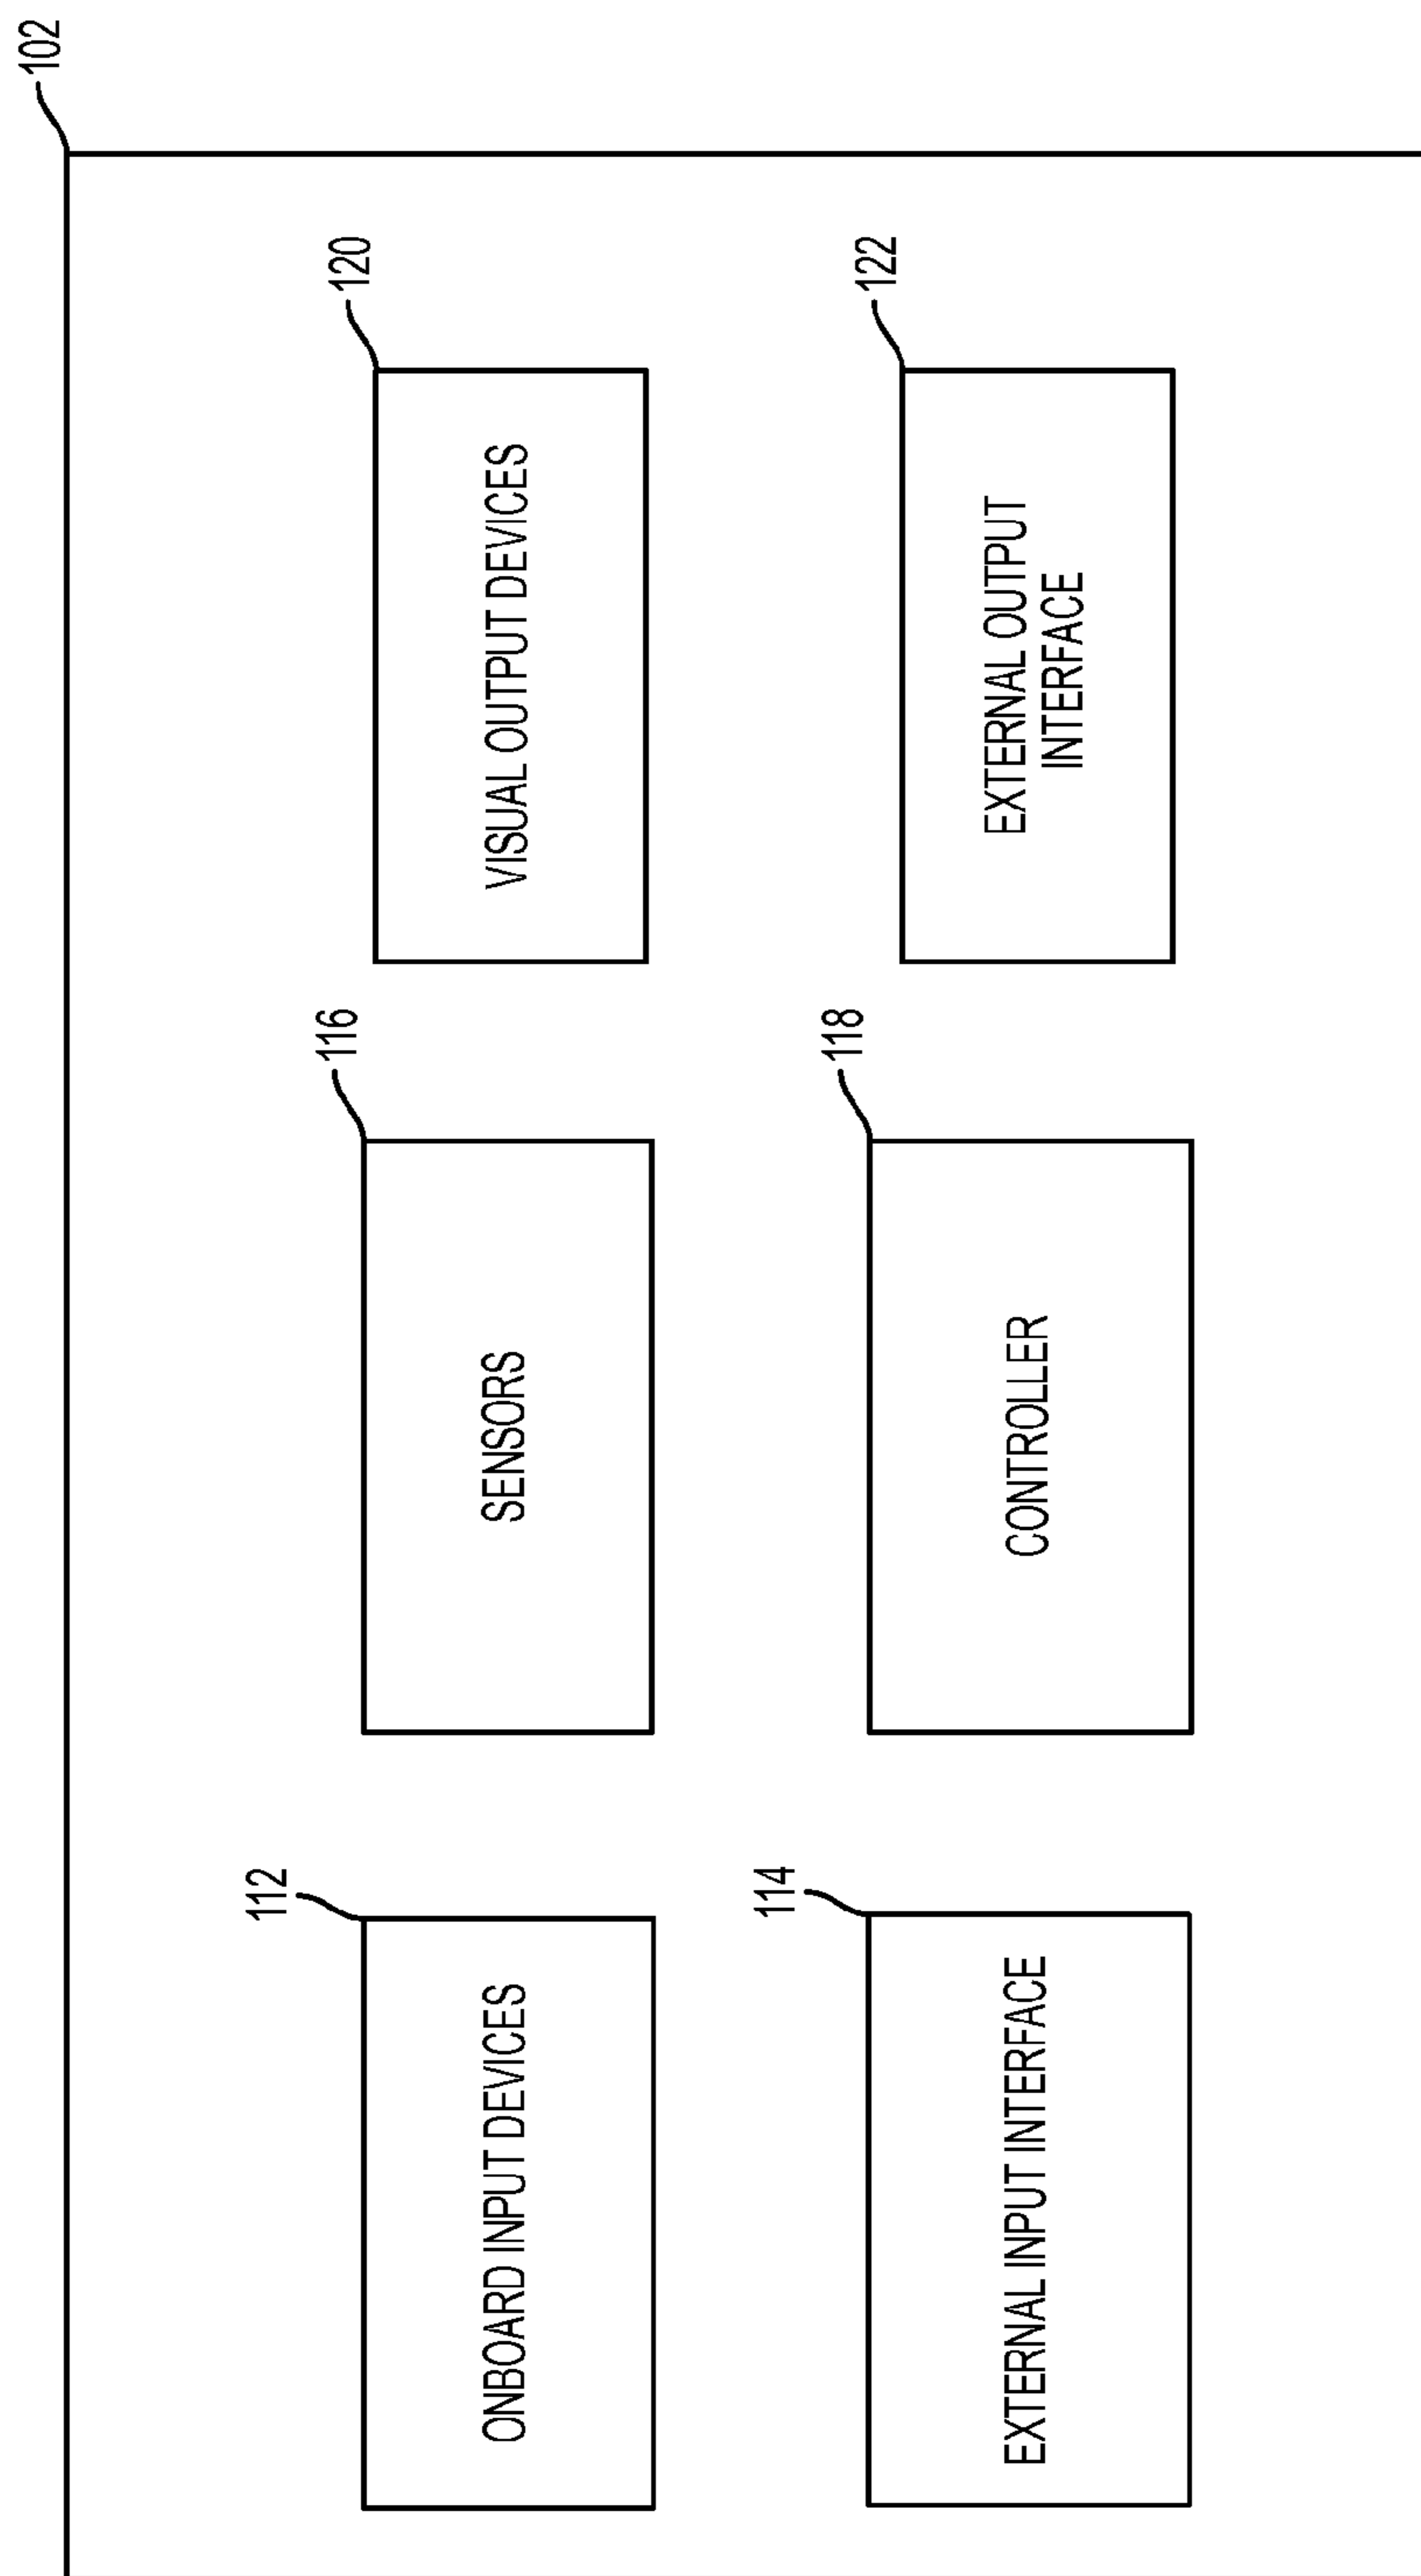 102
112
ONBOARD INPUT DEVICES
116
SENSORS
120
VISUAL OUTPUT DEVICES
114
EXTERNAL INPUT INTERFACE
118
CONTROLLER
122
EXTERNAL OUTPUT
INTERFACE